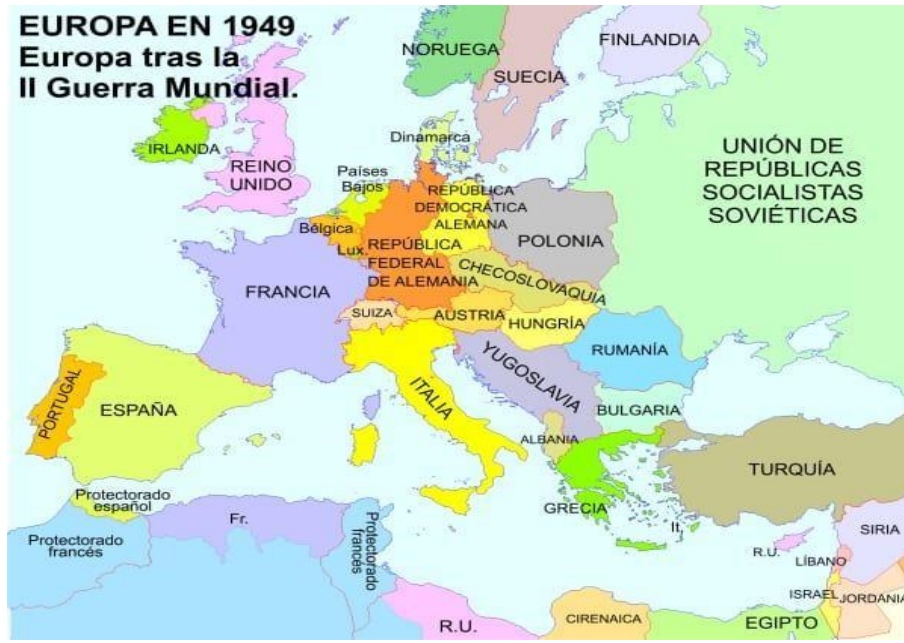 EUROPA EN 1949
Europa tras la
II Guerra Mundial.
NORUEGA
SUECIA
FINLANDIA
IRLANDA
REINO
UNIDO
Dinamarca
Países
Bajos
Bélgica
Lux.
REPÚBLICA
DEMOCRÁTICA
ALEMANA
REPÚBLICA
FEDERAL
DE ALEMANIA
POLONIA
UNIÓN DE
REPÚBLICAS
SOCIALISTAS
SOVIÉTICAS
CHECOSLOVAQUIA
FRANCIA
SUIZA
AUSTRIA
HUNGRÍA
RUMANÍA
YUGOSLAVIA
PORTUGAL
ESPAÑA
ITALIA
BULGARIA
ALBANIA
GRECIA
TURQUÍA
It.
Protectorado
español
Protectorado
francés
Fr.
Protectorado
francés
R.U.
CIRENAICA
EGIPTO
R.U.
SIRIA
LÍBANO
ISRAEL
JORDANIA